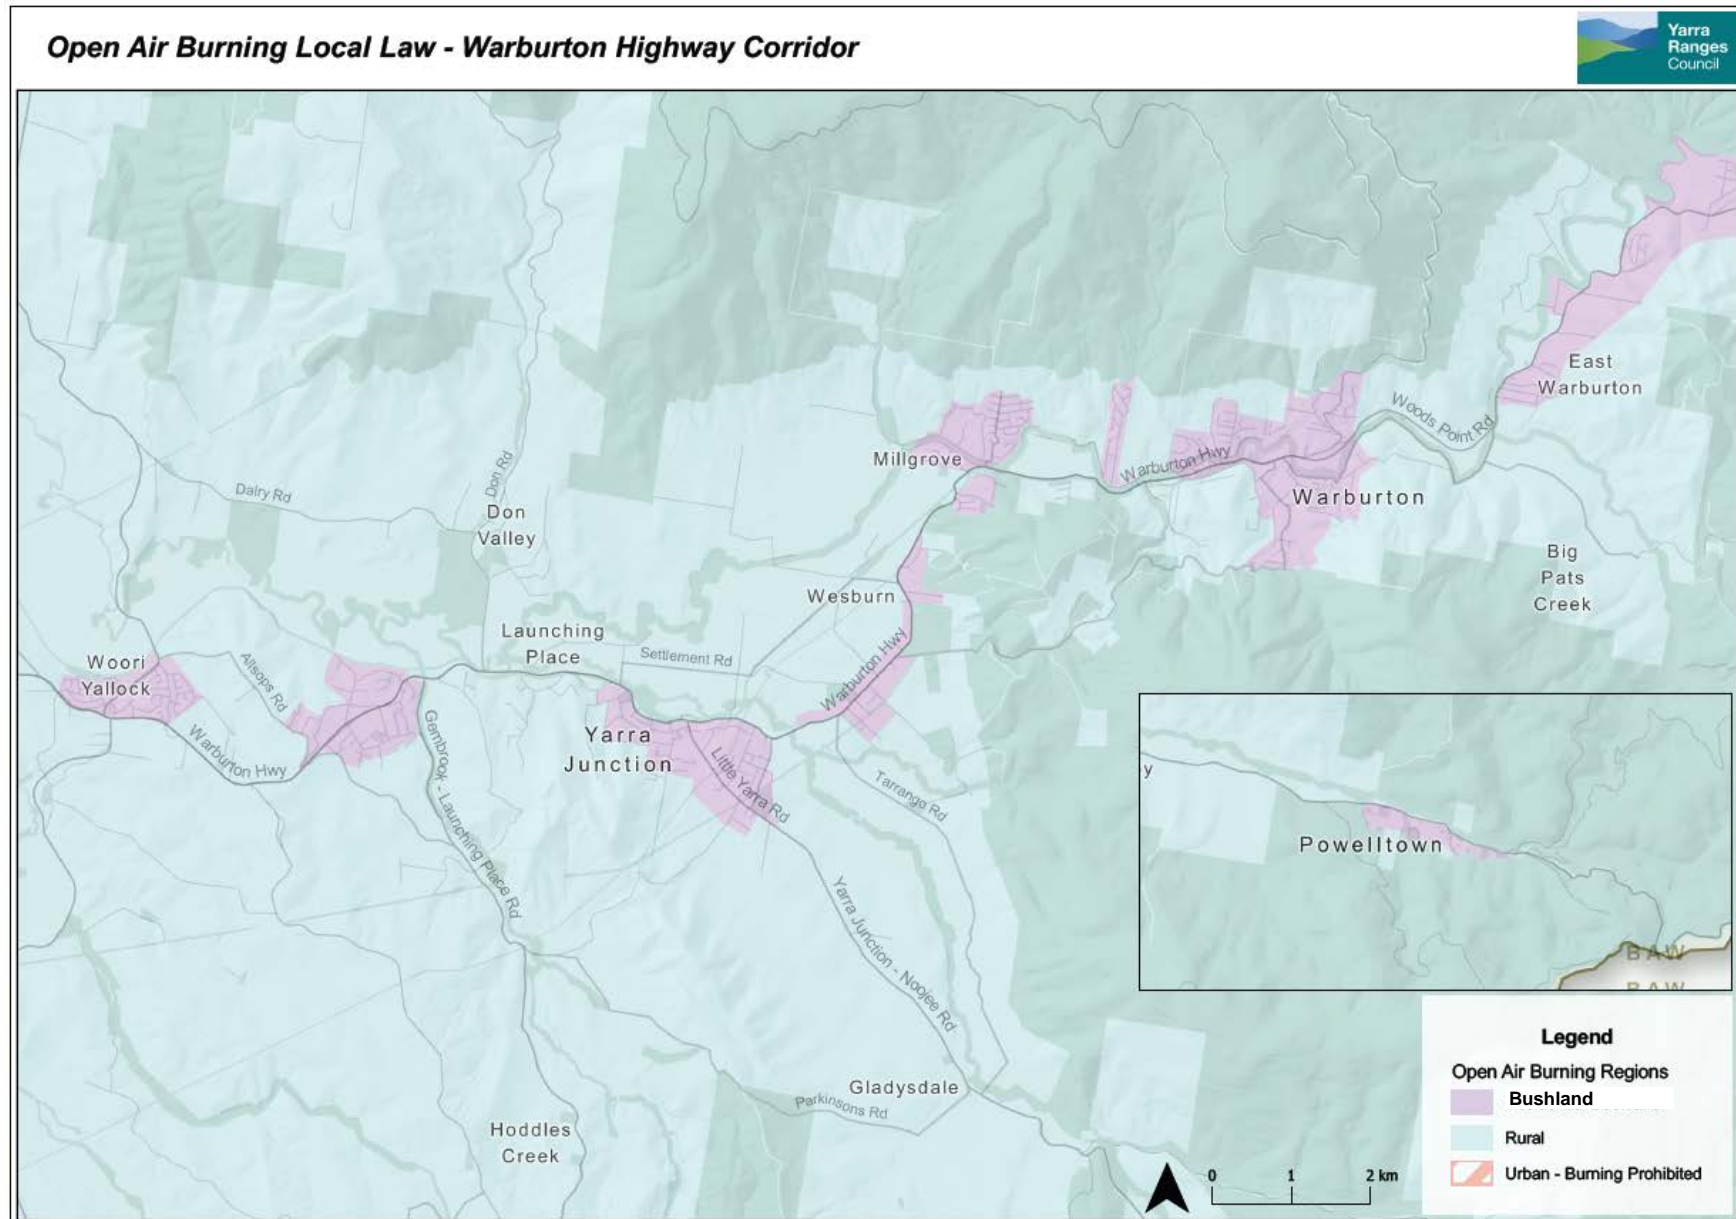 Open Air Burning Local Law - Warburton Highway Corridor
Yarra
Ranges
Council
East
Warburton
Woods Point Rd
Millgrove
Warburton Hwy
Warburton
Dalry Rd
Don Rd
Don
Valley
Big
Pats
Creek
Wesburn
Launching
Place
Settlement Rd
Warburton Hwy
Woori
Yallock
Allsops Rd
Warburton Hwy
Gembrook - Launching Place Rd
Yarra
Junction
Little Yarra Rd
Tarrango Rd
Yarra Junction - Noojee Rd
Gladysdale
Parkinsons Rd
Hoddles
Creek
y
Powelltown
BAW
BAW
0 1 2 km
Legend
Open Air Burning Regions
Bushland
Rural
Urban - Burning Prohibited